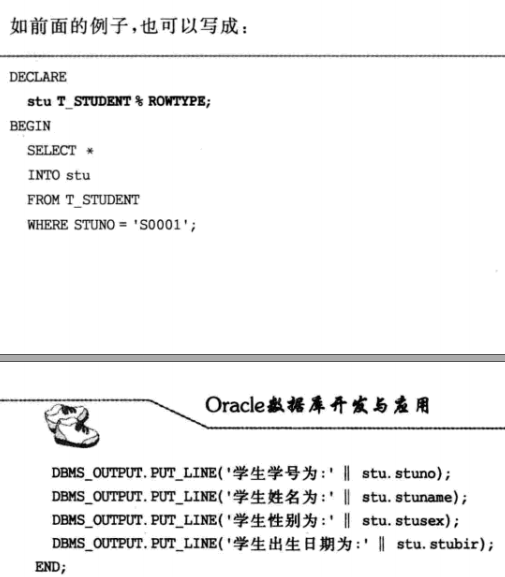 如前面的例子,也可以写成:
DECLARE
stu T_STUDENT % ROWTYPE;
BEGIN
SELECT *
INTO stu
FROM T_STUDENT
WHERE STUNO = 'S0001';
Oracle数据库开发与应用
DBMS_OUTPUT.PUT_LINE('学生学号为:' ‖ stu.stuno);
DBMS_OUTPUT.PUT_LINE('学生姓名为:' ‖ stu.stuname);
DBMS_OUTPUT.PUT_LINE('学生性别为:' ‖ stu.stusex);
DBMS_OUTPUT.PUT_LINE('学生出生日期为:' ‖ stu.stubir);
END;